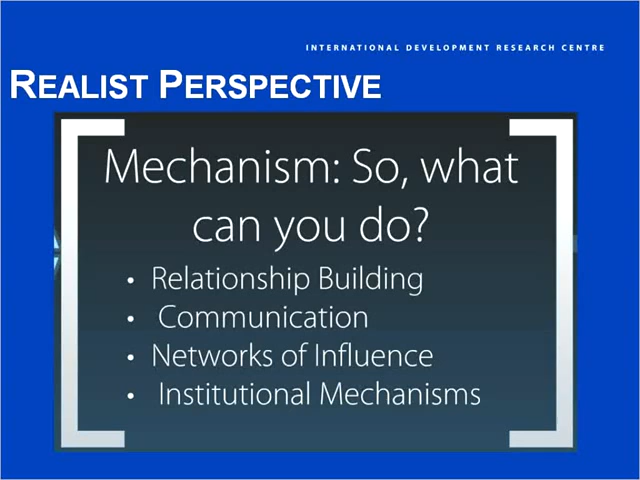 INTERNATIONAL DEVELOPMENT RESEARCH CENTRE
REALIST PERSPECTIVE
Mechanism: So, what
can you do?
• Relationship Building
• Communication
• Networks of Influence
• Institutional Mechanisms